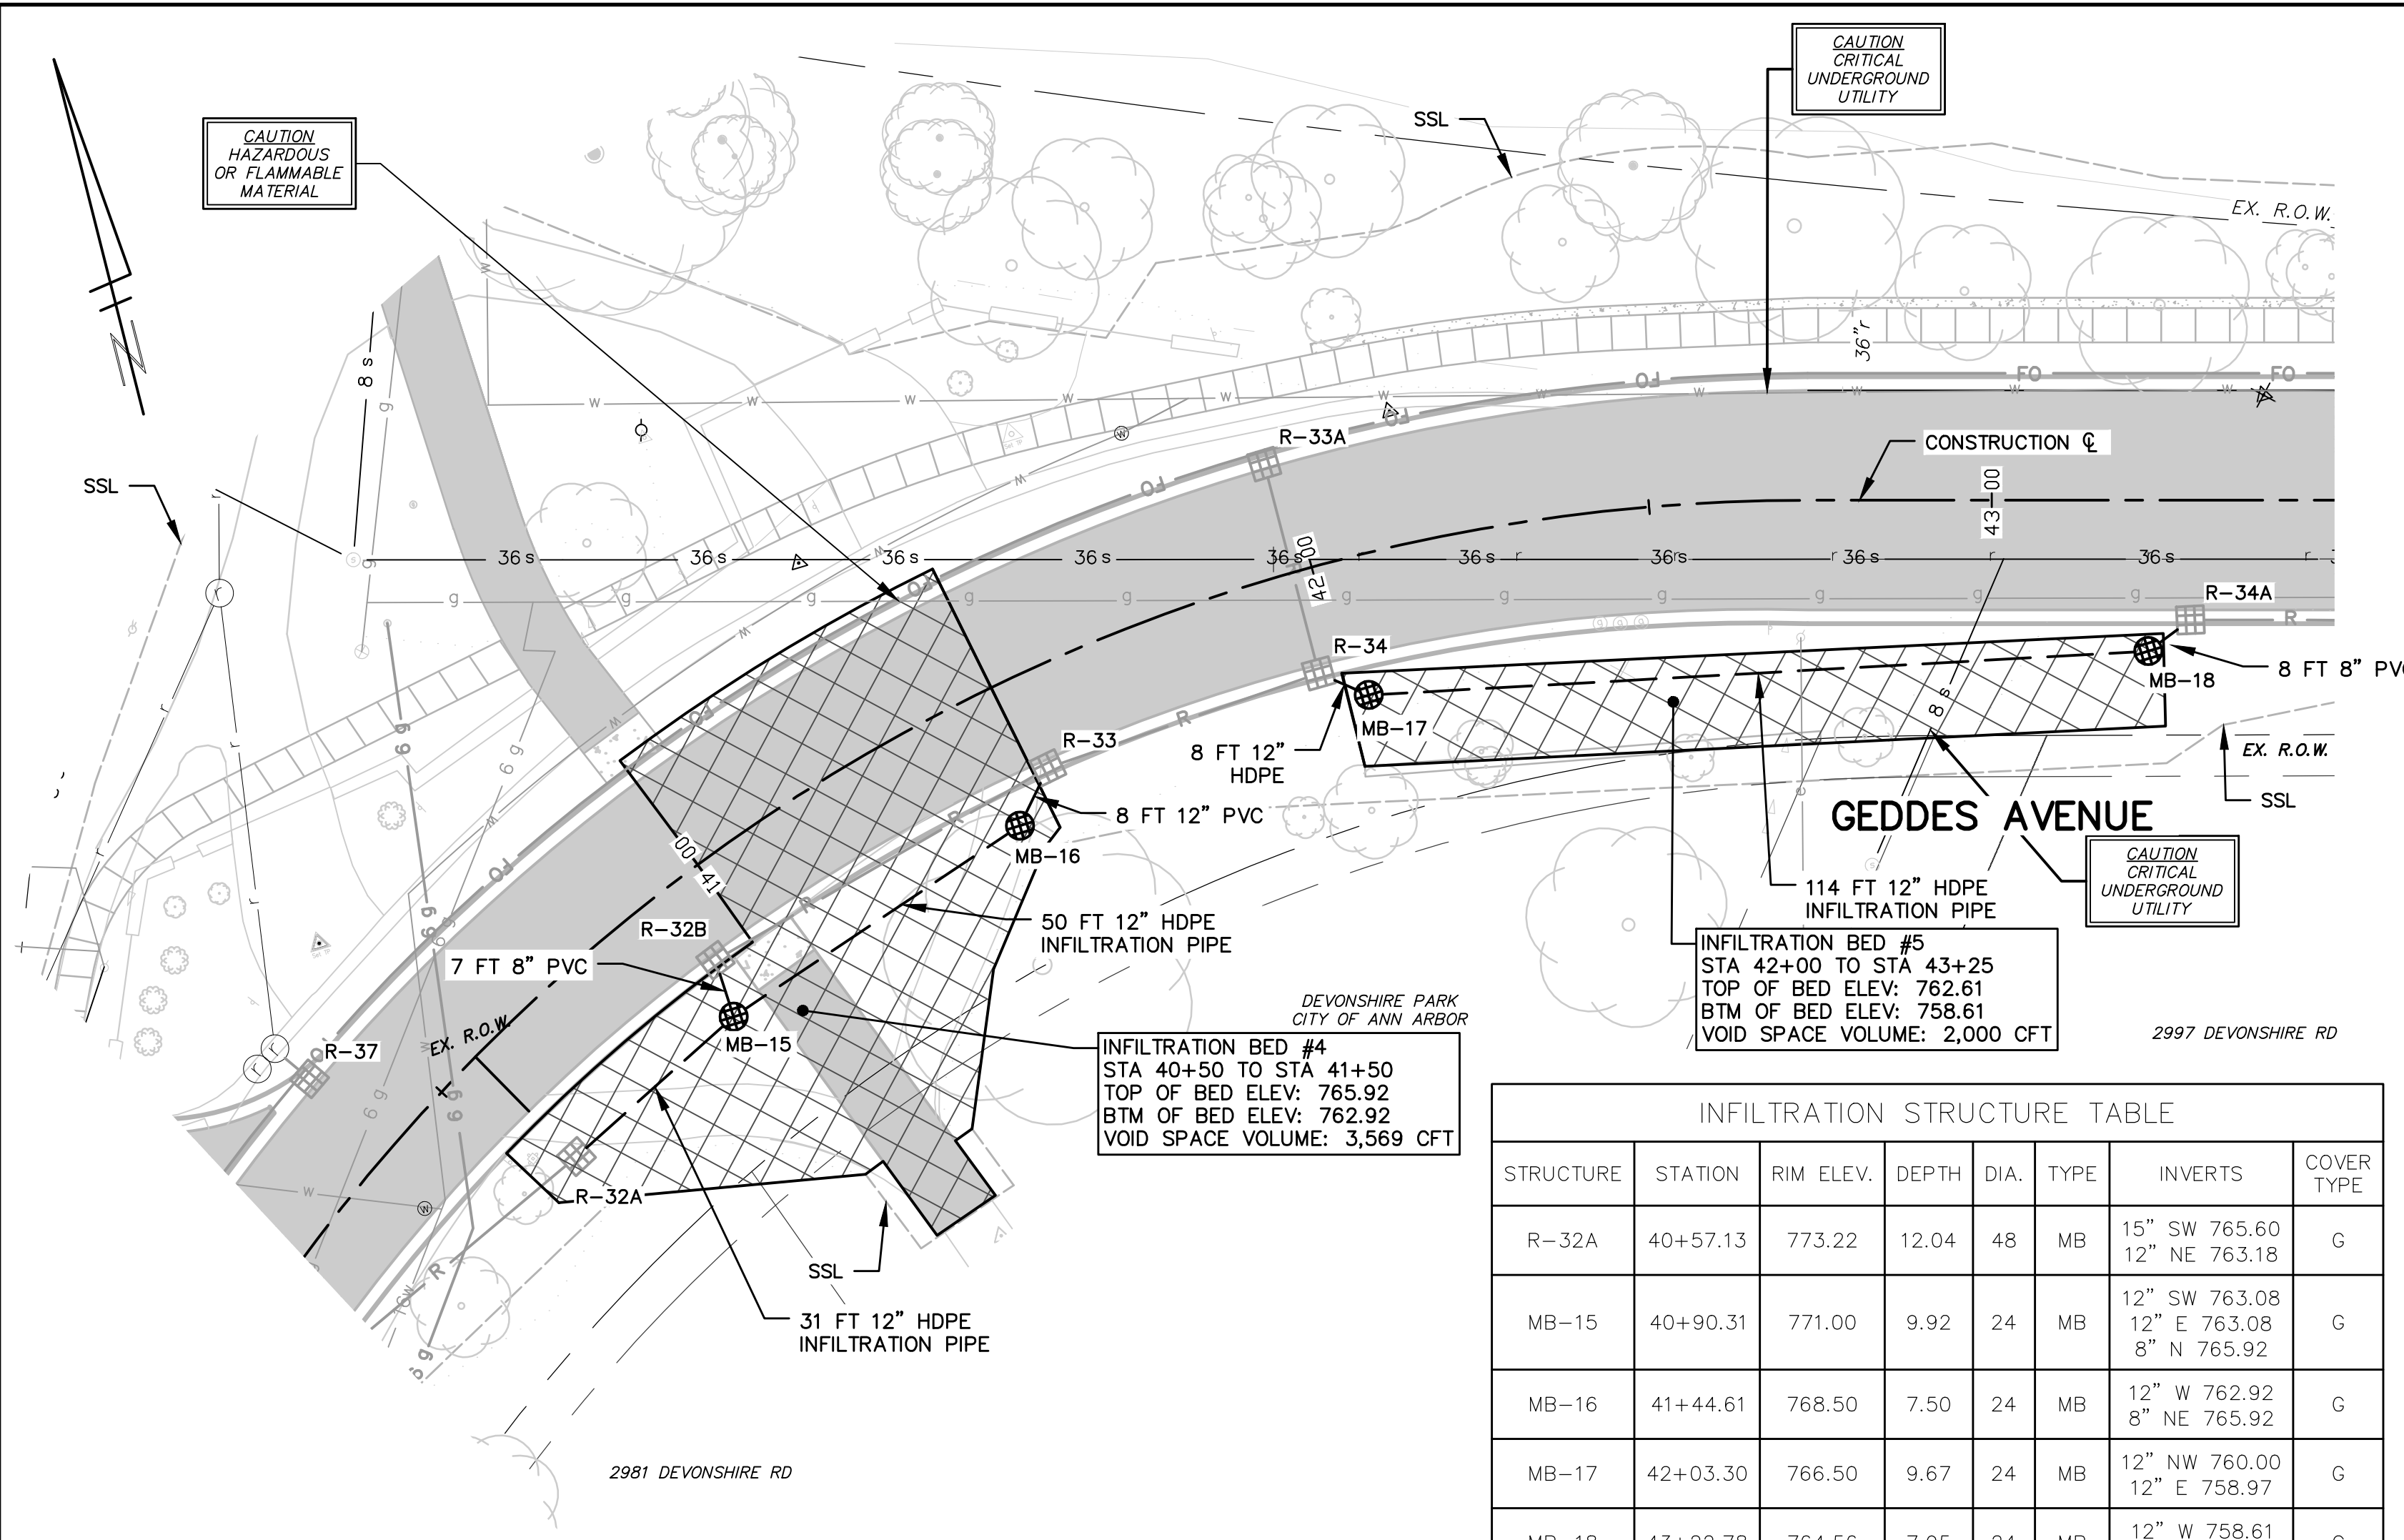 CAUTION
CRITICAL
UNDERGROUND
UTILITY
CAUTION
HAZARDOUS
OR FLAMMABLE
MATERIAL
SSL
EX. R.O.W.
N
8 s
g
w w w w w w w w w w
FO FO FO FO
36"r
R-33A
CONSTRUCTION ℄
SSL
43 00
42 00
36 s 36 s 36 s 36 s 36 s 36 s r 36 s r 36 s r 36 s r
g g g g g g g g g g g
R-34A
R
R-34
MB-17
MB-18
8 FT 8" PV
8 s
8 FT 12"
HDPE
R-33
8 FT 12" PVC
EX. R.O.W.
SSL
GEDDES AVENUE
CAUTION
CRITICAL
UNDERGROUND
UTILITY
MB-16
00 41
114 FT 12" HDPE
INFILTRATION PIPE
50 FT 12" HDPE
INFILTRATION PIPE
R-32B
7 FT 8" PVC
INFILTRATION BED #5
STA 42+00 TO STA 43+25
TOP OF BED ELEV: 762.61
BTM OF BED ELEV: 758.61
VOID SPACE VOLUME: 2,000 CFT
DEVONSHIRE PARK
CITY OF ANN ARBOR
2997 DEVONSHIRE RD
EX. R.O.W.
MB-15
R-37
INFILTRATION BED #4
STA 40+50 TO STA 41+50
TOP OF BED ELEV: 765.92
BTM OF BED ELEV: 762.92
VOID SPACE VOLUME: 3,569 CFT
R-32A
SSL
31 FT 12" HDPE
INFILTRATION PIPE
2981 DEVONSHIRE RD
INFILTRATION STRUCTURE TABLE
STRUCTURE STATION RIM ELEV. DEPTH DIA. TYPE INVERTS COVER TYPE
R-32A 40+57.13 773.22 12.04 48 MB 15" SW 765.60 G
12" NE 763.18
MB-15 40+90.31 771.00 9.92 24 MB 12" SW 763.08 G
12" E 763.08
8" N 765.92
MB-16 41+44.61 768.50 7.50 24 MB 12" W 762.92 G
8" NE 765.92
MB-17 42+03.30 766.50 9.67 24 MB 12" NW 760.00 G
12" E 758.97
12" W 758.61